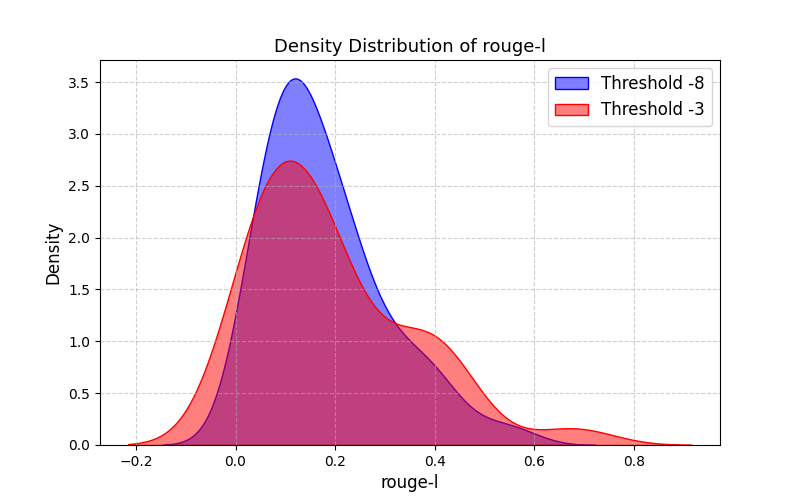 Density Distribution of rouge-l
Threshold -8
Threshold -3
Density
3.5
3.0
2.5
2.0
1.5
1.0
0.5
0.0
−0.2
0.0
0.2
0.4
0.6
0.8
rouge-l